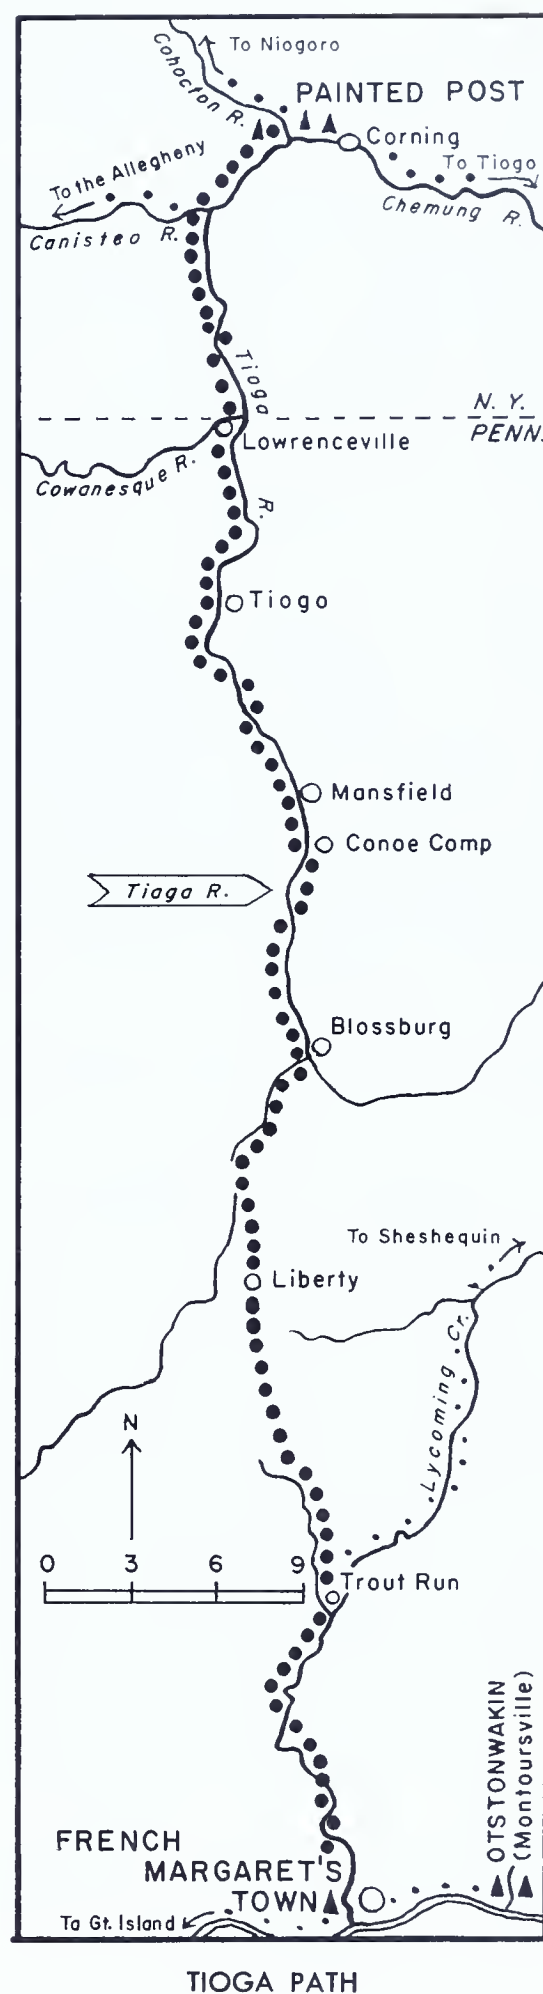 To Niogoro
Cohocton R.
PAINTED POST
Corning
To the Allegheny
To Tiogo
Chemung R.
Canisteo R.
Tioga
N. Y.
PENN.
Lowrenceville
Cowanesque R.
R.
Tiogo
Mansfield
Canoe Comp
Tiaga R.
Blossburg
To Sheshequin
Liberty
Lycoming Cr.
N
0 3 6 9
Trout Run
OTSTONWAKIN
(Montoursville)
FRENCH
MARGARET'S
TOWN
To Gt. Island
TIOGA PATH